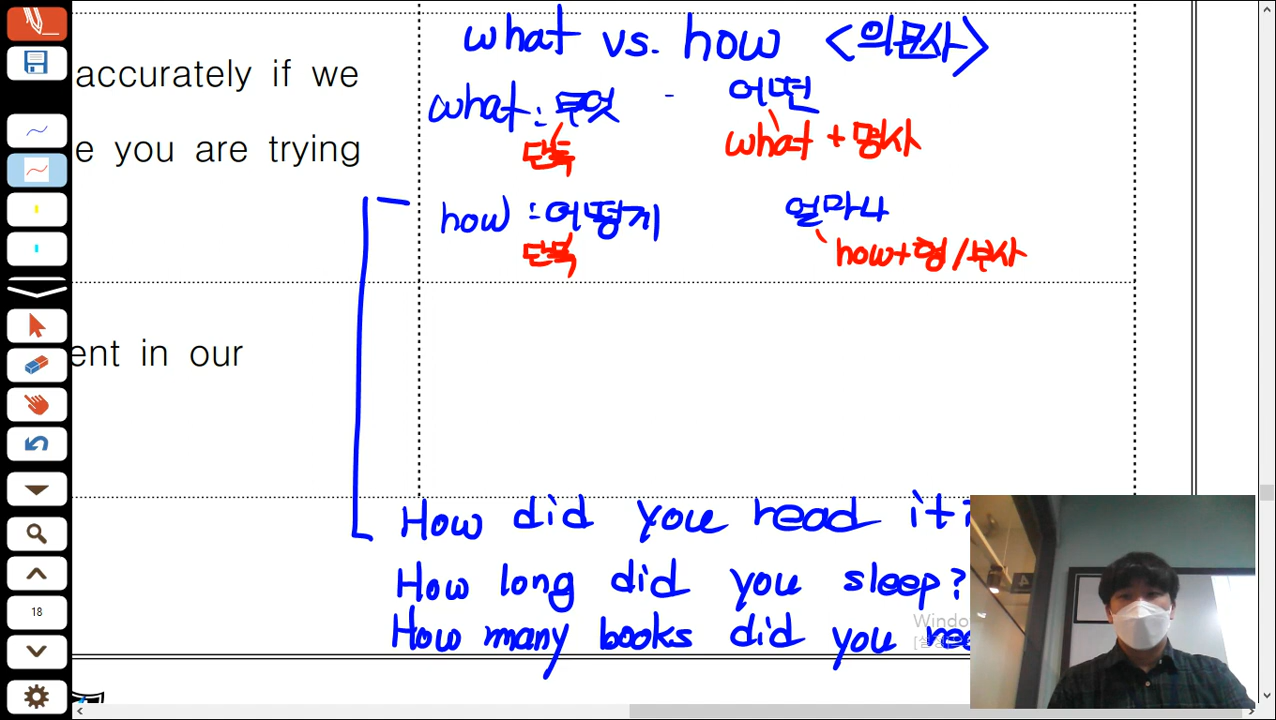 what vs. how <의문사>
accurately if we
what : 무엇 - 어떤
단독 what + 명사
e you are trying
how : 어떻게 얼마나
단독 how+형/부사
ent in our
How did you read it?
How long did you sleep?
How many books did you re
18